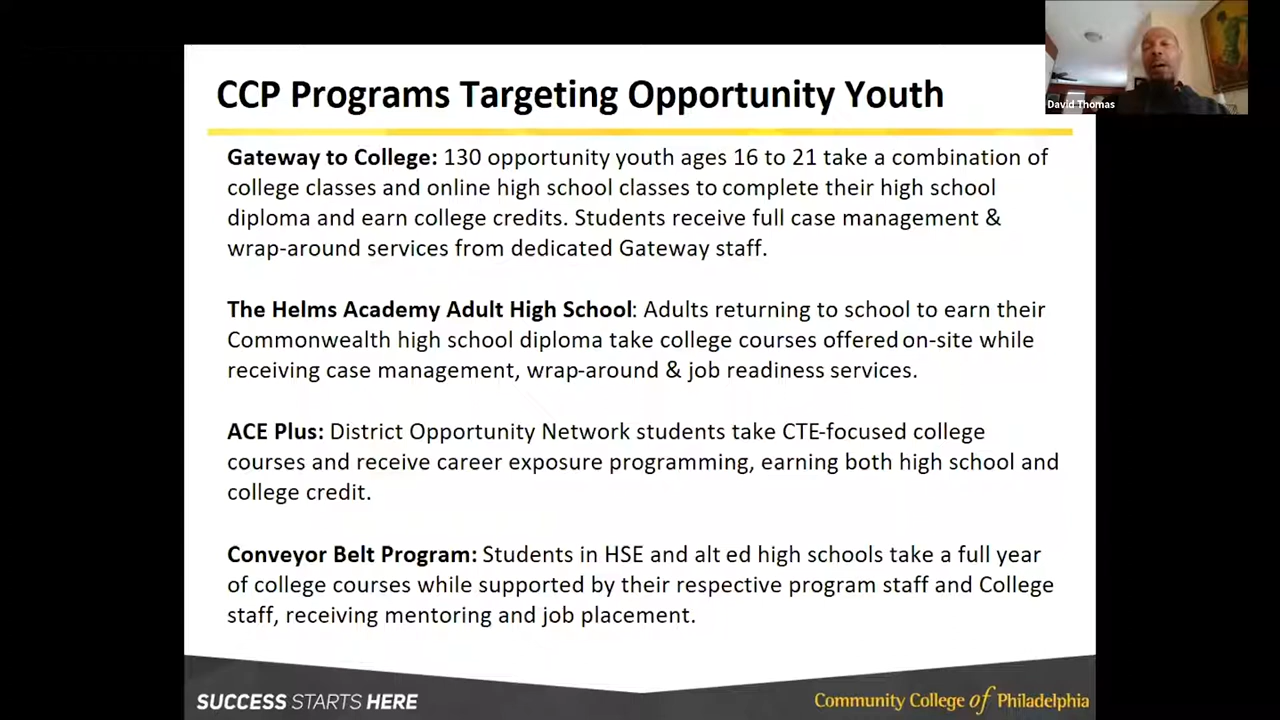 CCP Programs Targeting Opportunity Youth
David Thomas
Gateway to College: 130 opportunity youth ages 16 to 21 take a combination of
college classes and online high school classes to complete their high school
diploma and earn college credits. Students receive full case management &
wrap-around services from dedicated Gateway staff.
The Helms Academy Adult High School: Adults returning to school to earn their
Commonwealth high school diploma take college courses offered on-site while
receiving case management, wrap-around & job readiness services.
ACE Plus: District Opportunity Network students take CTE-focused college
courses and receive career exposure programming, earning both high school and
college credit.
Conveyor Belt Program: Students in HSE and alt ed high schools take a full year
of college courses while supported by their respective program staff and College
staff, receiving mentoring and job placement.
SUCCESS STARTS HERE
Community College of Philadelphia